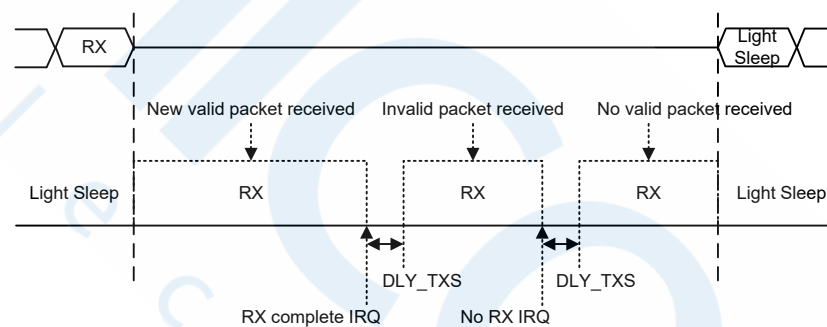 RX
Light
Sleep
New valid packet received
Invalid packet received
No valid packet received
Light Sleep
RX
RX
RX
Light Sleep
DLY_TXS
DLY_TXS
RX complete IRQ
No RX IRQ